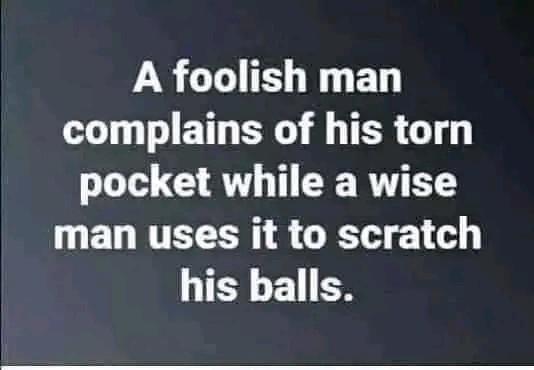 A foolish man
complains of his torn
pocket while a wise
man uses it to scratch
his balls.